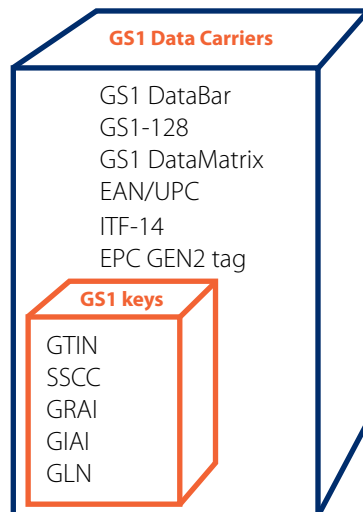 GS1 Data Carriers
GS1 DataBar
GS1-128
GS1 DataMatrix
EAN/UPC
ITF-14
EPC GEN2 tag
GS1 keys
GTIN
SSCC
GRAI
GIAI
GLN